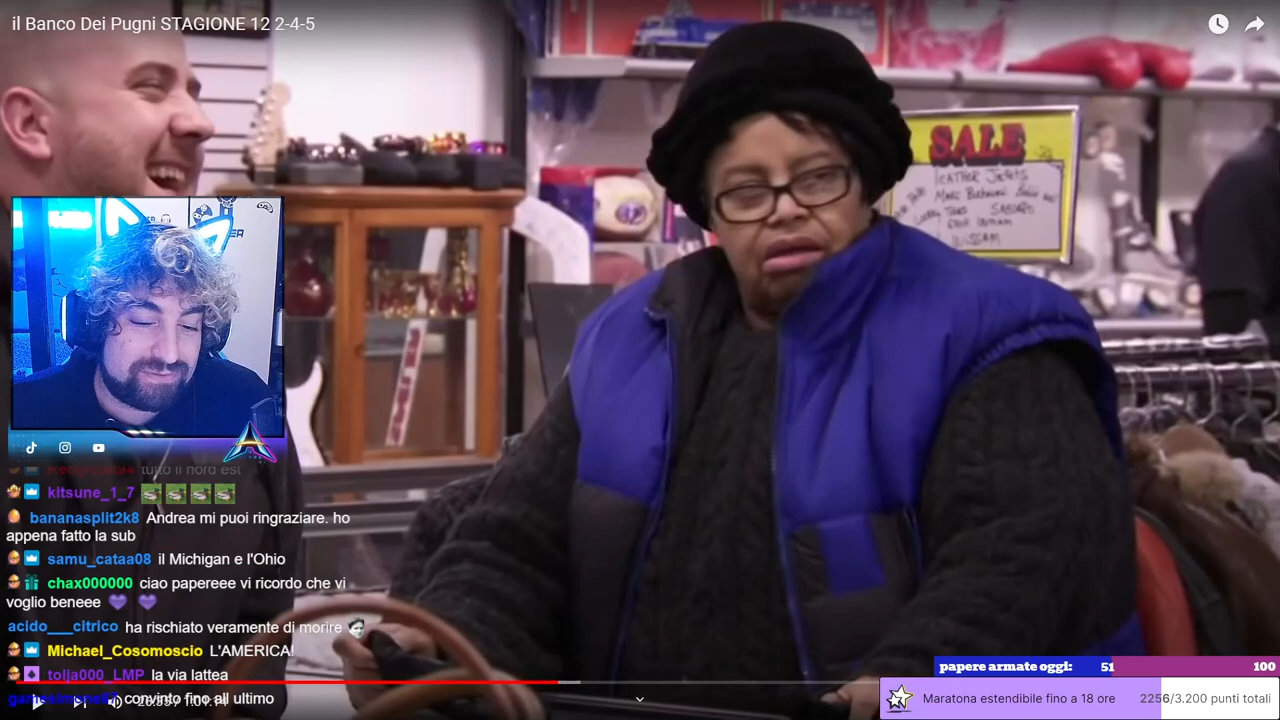 il Banco Dei Pugni STAGIONE 12 2-4-5
SALE
LEATHER
TOURS
tutto il nord est
kitsune_1_7
bananasplit2k8 Andrea mi puoi ringraziare. ho
appena fatto la sub
samu_cataa08 il Michigan e l'Ohio
chax000000 ciao papereee vi ricordo che vi
voglio beneee
acido___citrico ha rischiato veramente di morire
Michael_Cosomoscio L'AMERICA!
tolja000_LMP la via lattea
convinto fino all ultimo
papere armate oggi: 51 100
Maratona estendibile fino a 18 ore 2256/3.200 punti totali